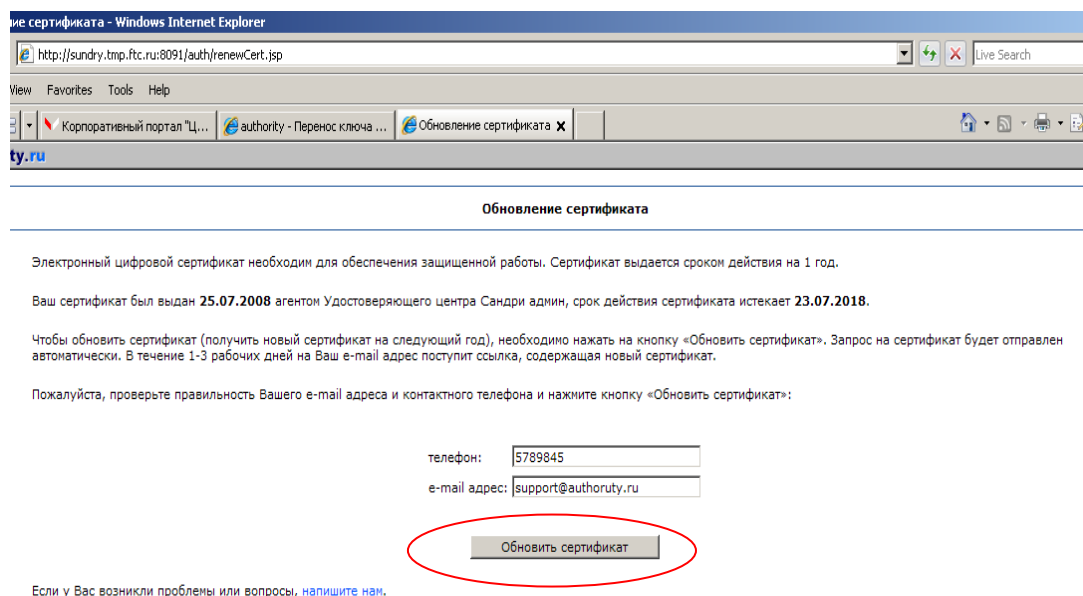 ие сертификата - Windows Internet Explorer
http://sundry.tmp.ftc.ru:8091/auth/renewCert.jsp
Live Search
View Favorites Tools Help
Корпоративный портал "Ц... authority - Перенос ключа ... Обновление сертификата
ty.ru
Обновление сертификата
Электронный цифровой сертификат необходим для обеспечения защищенной работы. Сертификат выдается сроком действия на 1 год.
Ваш сертификат был выдан 25.07.2008 агентом Удостоверяющего центра Сандри админ, срок действия сертификата истекает 23.07.2018.
Чтобы обновить сертификат (получить новый сертификат на следующий год), необходимо нажать на кнопку «Обновить сертификат». Запрос на сертификат будет отправлен
автоматически. В течение 1-3 рабочих дней на Ваш e-mail адрес поступит ссылка, содержащая новый сертификат.
Пожалуйста, проверьте правильность Вашего e-mail адреса и контактного телефона и нажмите кнопку «Обновить сертификат»:
телефон: 5789845
e-mail адрес: support@authoruty.ru
Обновить сертификат
Если у Вас возникли проблемы или вопросы, напишите нам.